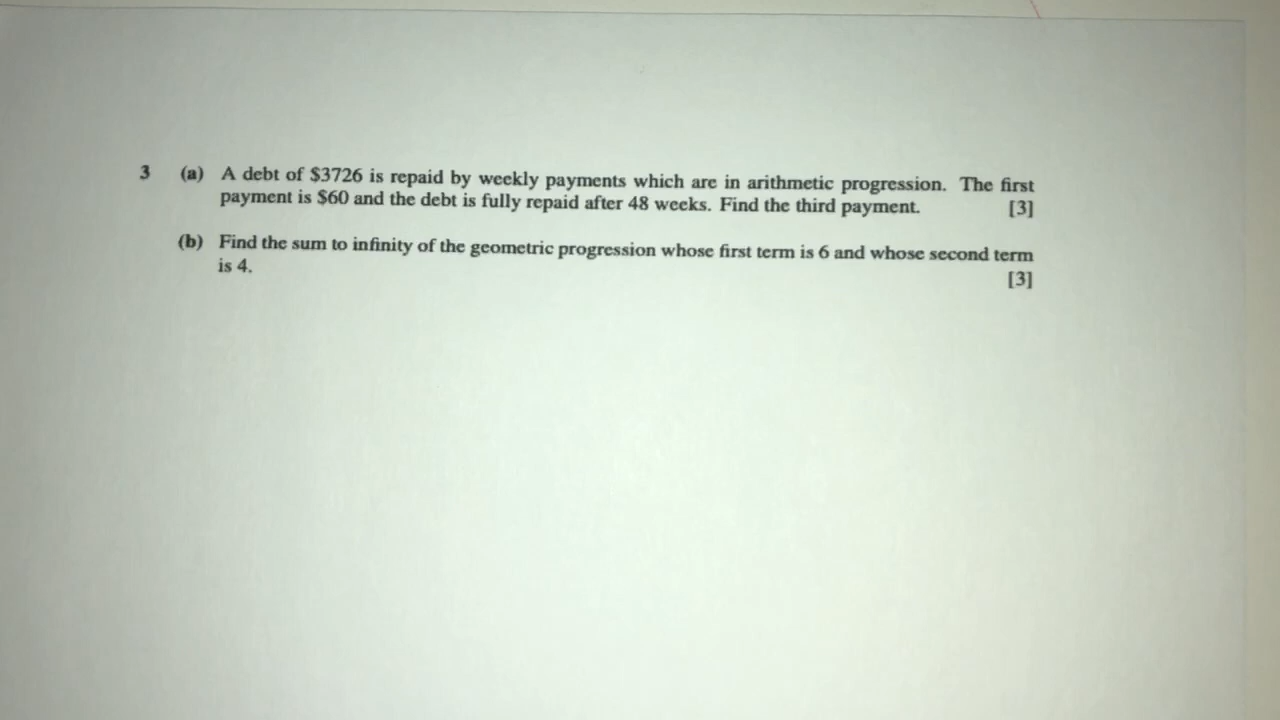 3 (a) A debt of $3726 is repaid by weekly payments which are in arithmetic progression. The first
payment is $60 and the debt is fully repaid after 48 weeks. Find the third payment. [3]
(b) Find the sum to infinity of the geometric progression whose first term is 6 and whose second term
is 4. [3]